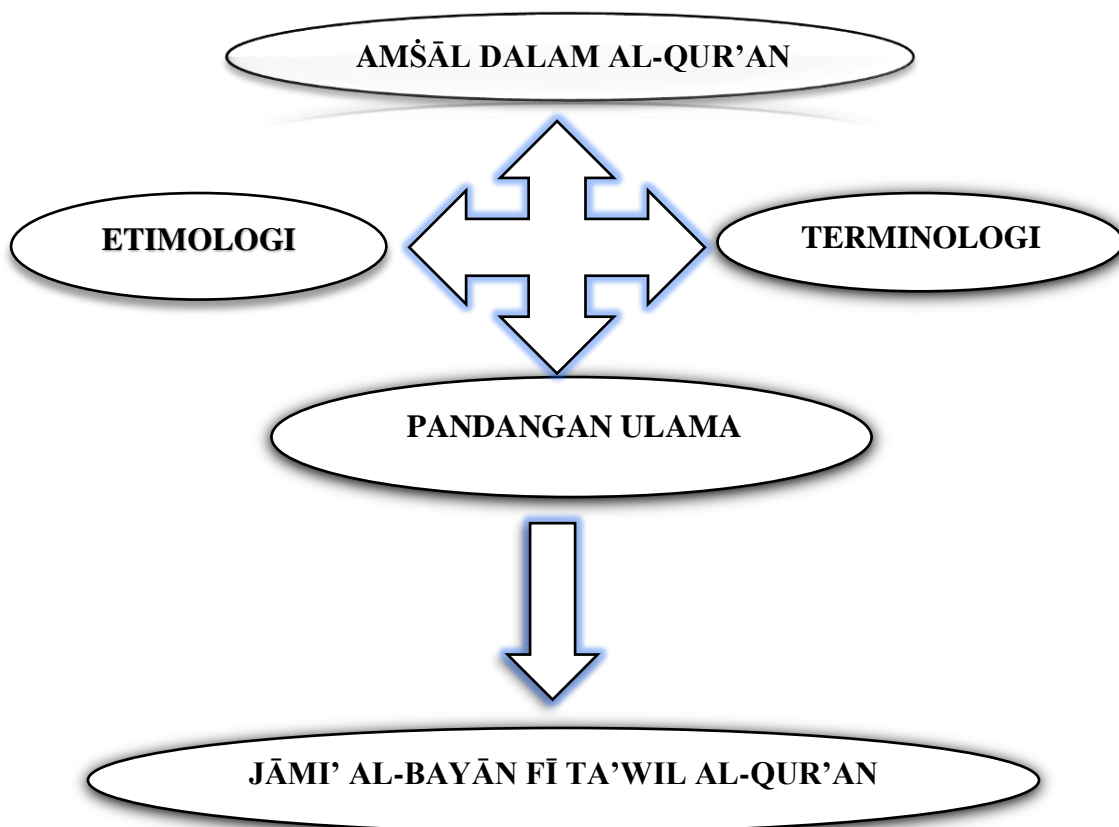 AMṠĀL DALAM AL-QUR’AN
ETIMOLOGI
TERMINOLOGI
PANDANGAN ULAMA
JĀMI’ AL-BAYĀN FĪ TA’WIL AL-QUR’AN